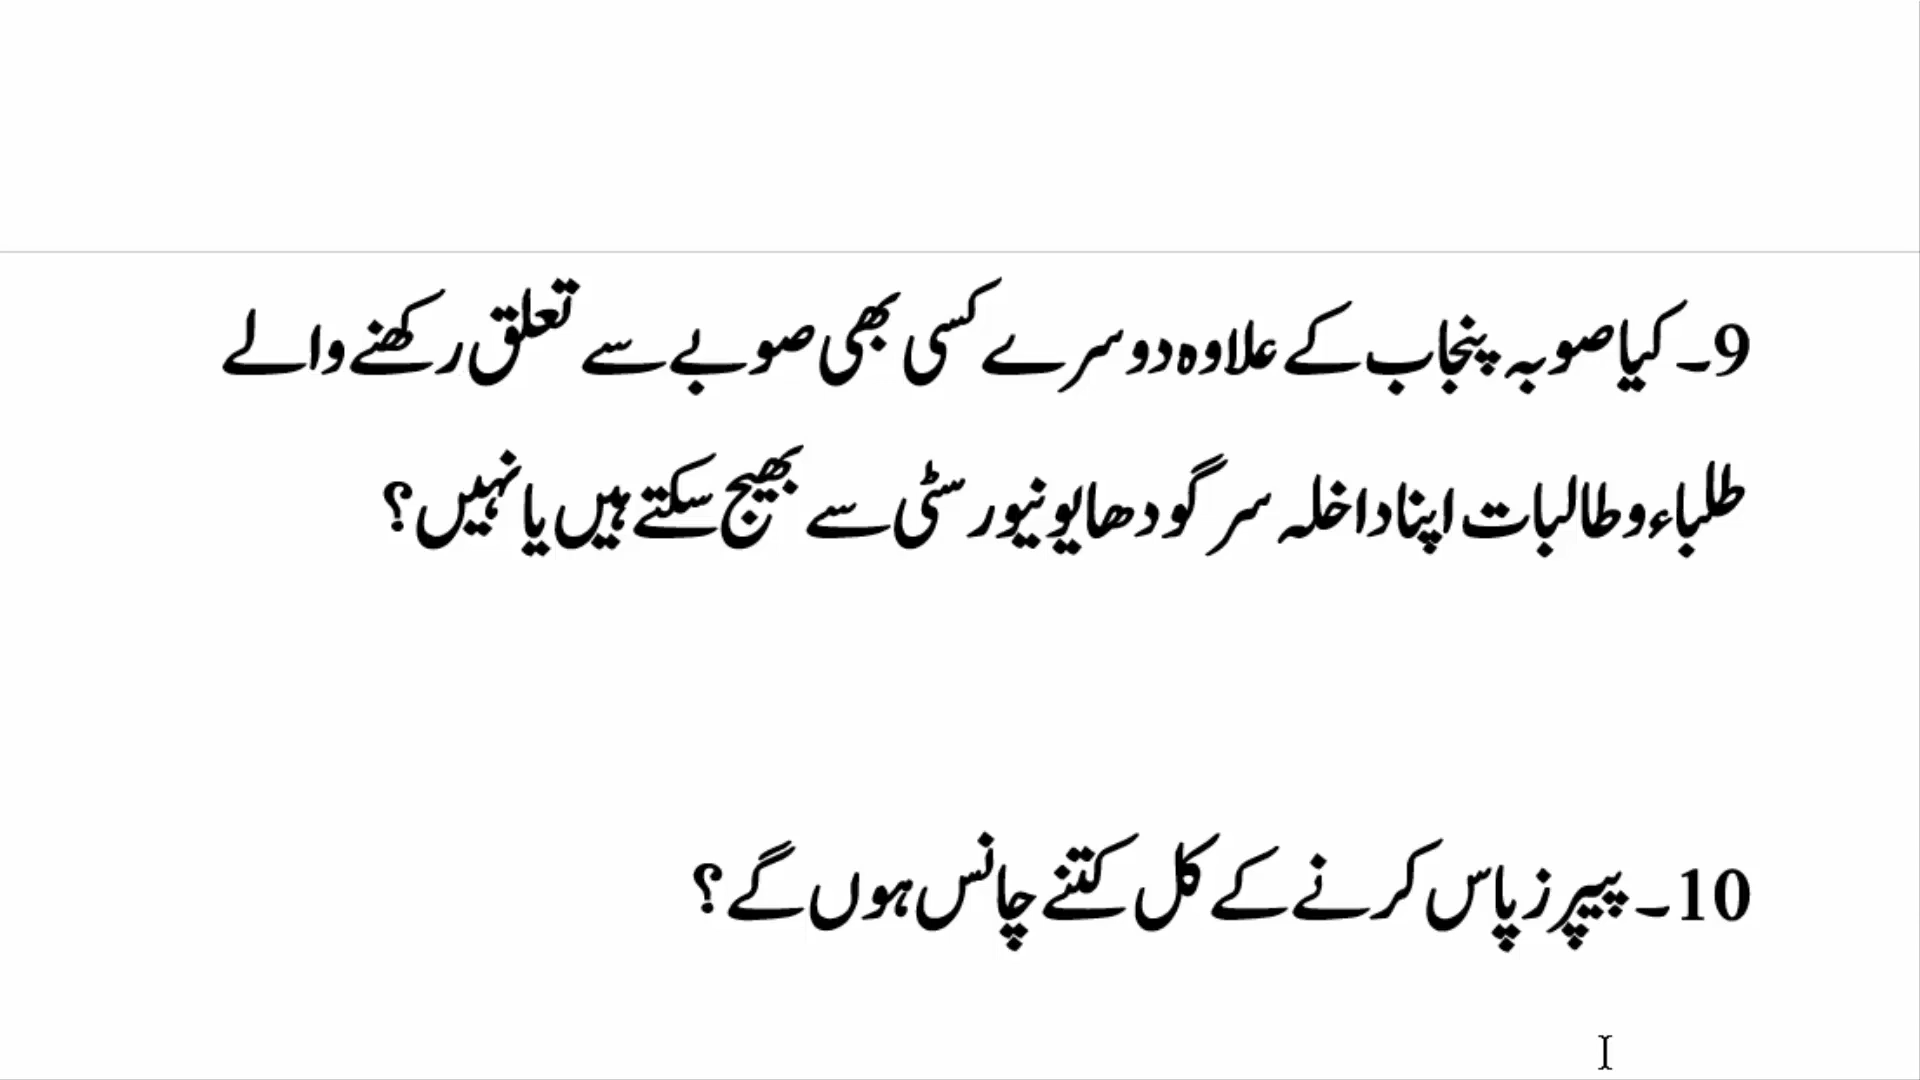 9۔ کیا صوبہ پنجاب کے علاوہ دوسرے کسی بھی صوبے سے تعلق رکھنے والے
طلباء و طالبات اپنا داخلہ سرگودھا یونیورسٹی سے بھیج سکتے ہیں یا نہیں؟
10۔ پیپرز پاس کرنے کے کل کتنے چانس ہوں گے؟